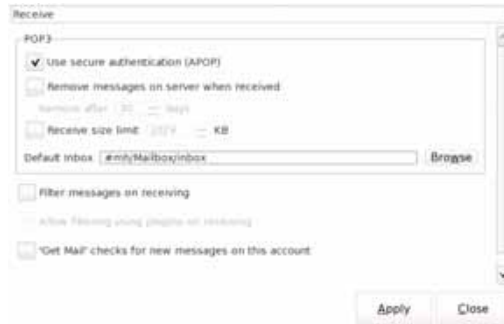 Receive
POP3
Use secure authentication (APOP)
Remove messages on server when received
Remove after 30 days
Receive size limit 1024 KB
Default Inbox #mh/Mailbox/inbox Browse
Filter messages on receiving
Allow filtering using plugins on receiving
'Get Mail' checks for new messages on this account
Apply Close